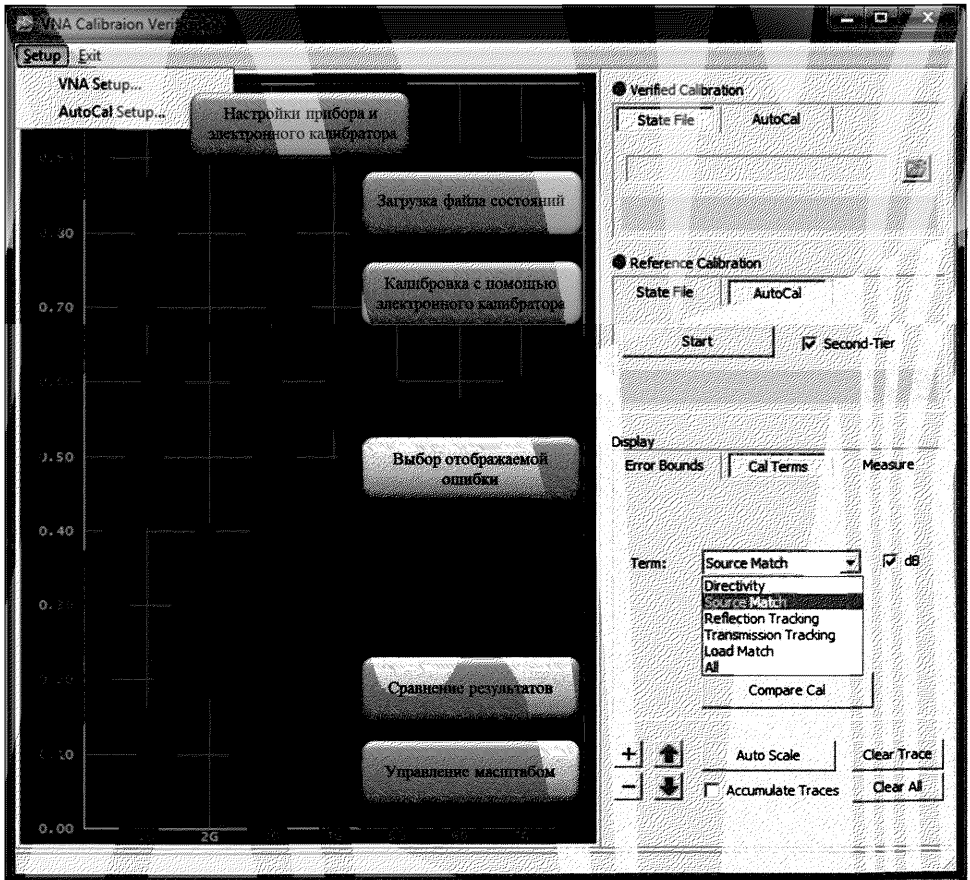 VNA Calibraion Veri
Setup Exit
VNA Setup...
AutoCal Setup...
Настройки прибора и
электронного калибратора
Загрузка файла состояний
Калибровка с помощью
электронного калибратора
Выбор отображаемой
ошибки
Сравнение результатов
Управление масштабом
0.70
0.50
0.40
0.00
2G
Verified Calibration
State File AutoCal
Reference Calibration
State File AutoCal
Start Second-Tier
Display
Error Bounds Cal Terms Measure
Term: Source Match dB
Directivity
Source Match
Reflection Tracking
Transmission Tracking
Load Match
All
Compare Cal
+ Auto Scale Clear Trace
− Accumulate Traces Clear All